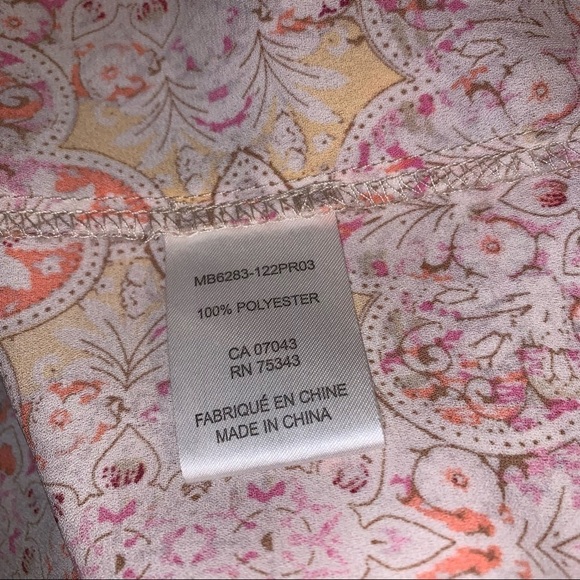 MB6283-122PR03
100% POLYESTER
CA 07043
RN 75343
FABRIQUÉ EN CHINE
MADE IN CHINA